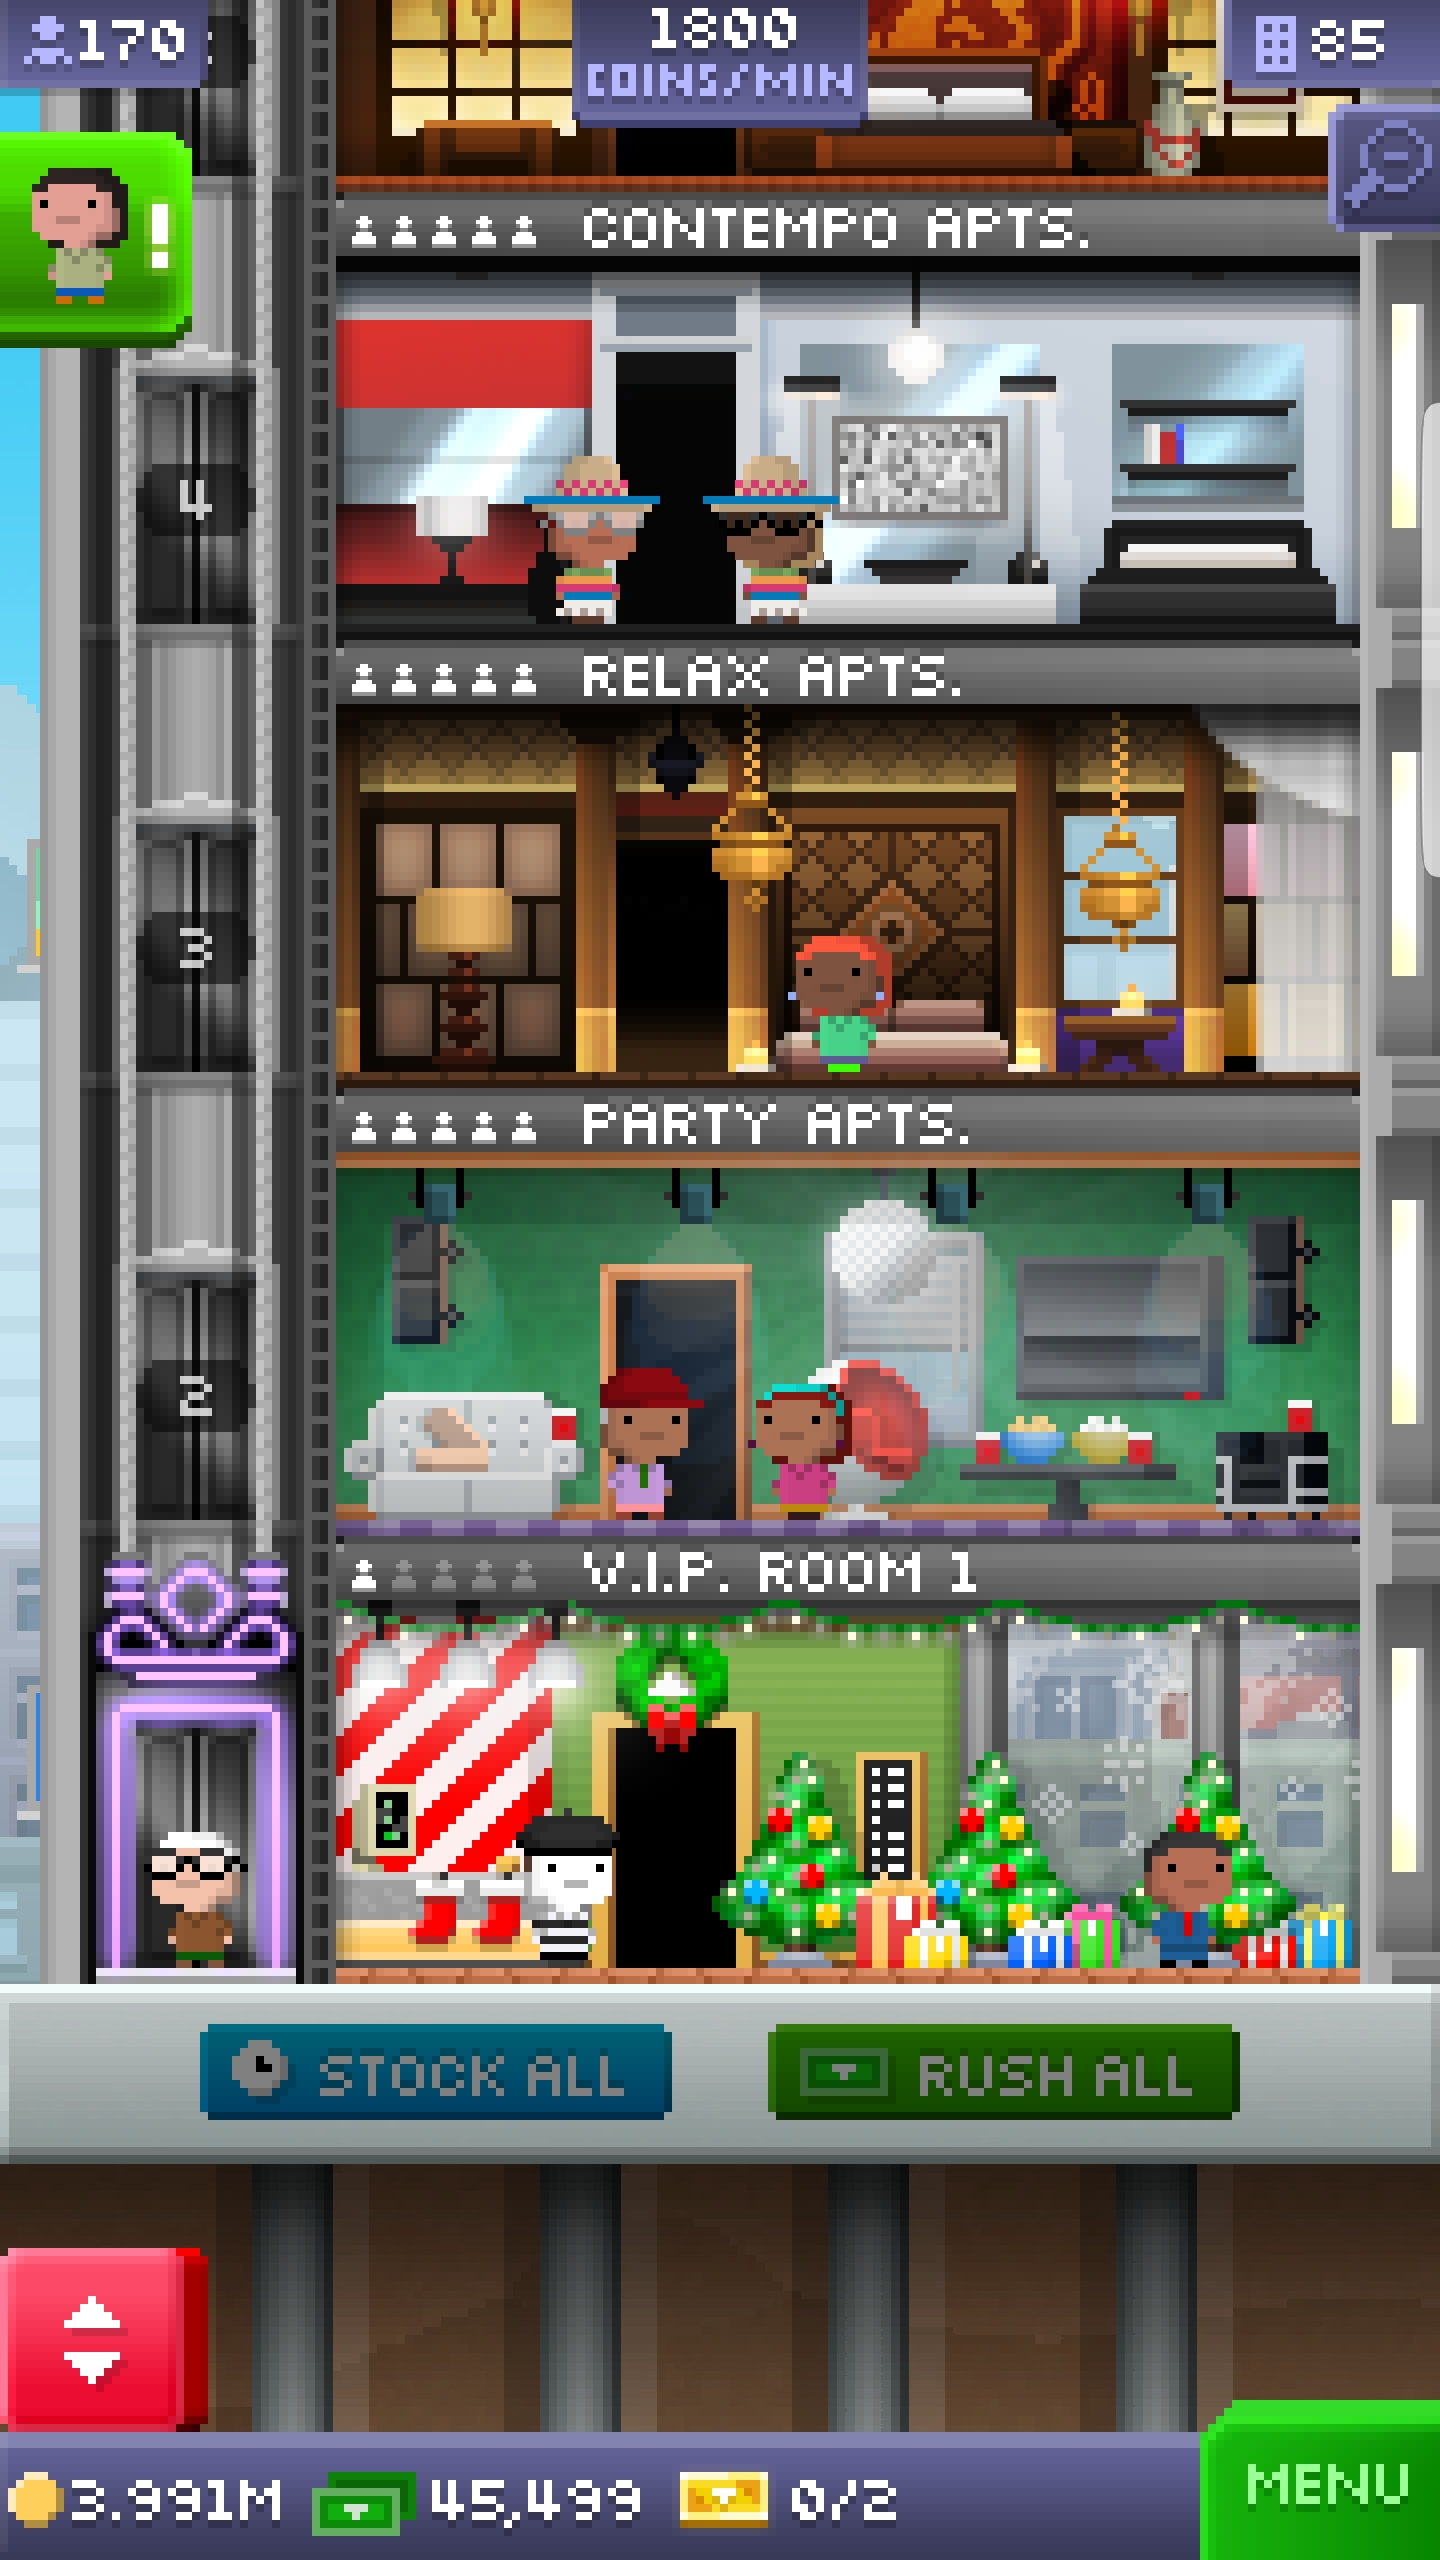 170
1800
COINS/MIN
85
!
CONTEMPO APTS.
4
RELAX APTS.
3
PARTY APTS.
2
V.I.P. ROOM 1
STOCK ALL
RUSH ALL
3.991M
45,499
0/2
MENU